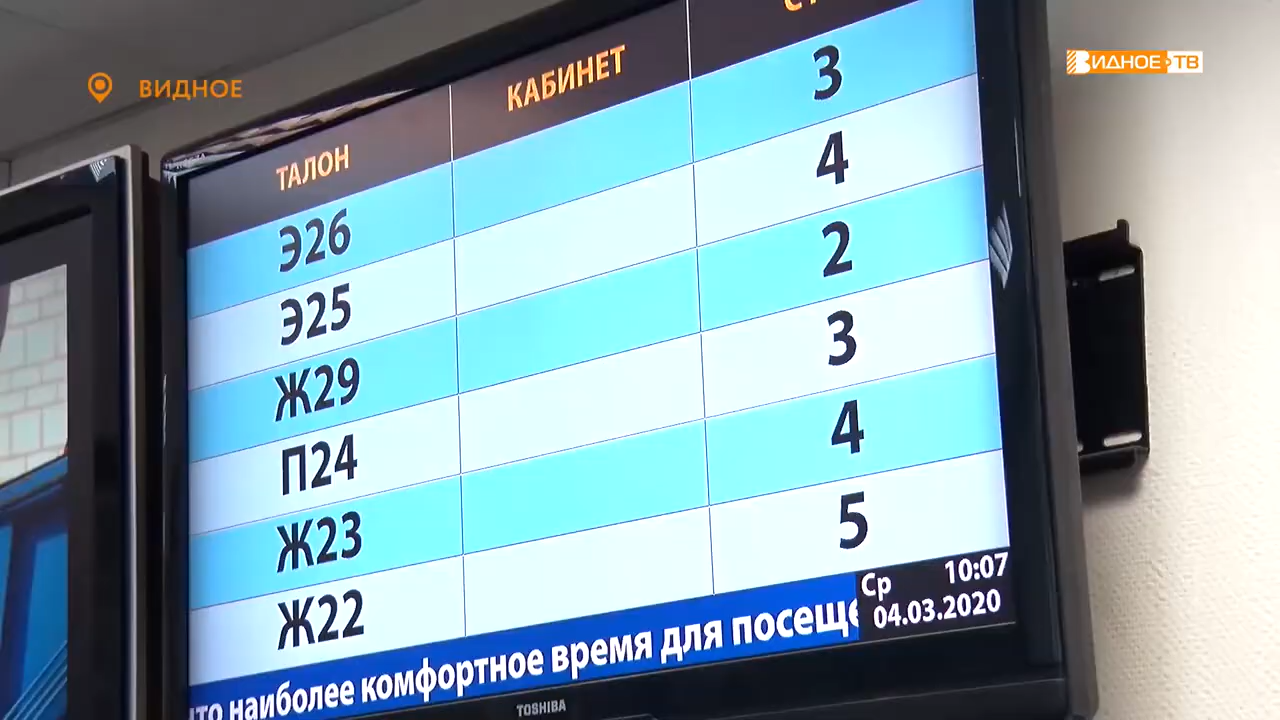 ВИДНОЕ
ВИДНОЕ ТВ
ТАЛОН КАБИНЕТ
Э26 3
Э25 4
Ж29 2
П24 3
Ж23 4
Ж22 5
наиболее комфортное время для посеще
Ср 10:07
04.03.2020
TOSHIBA